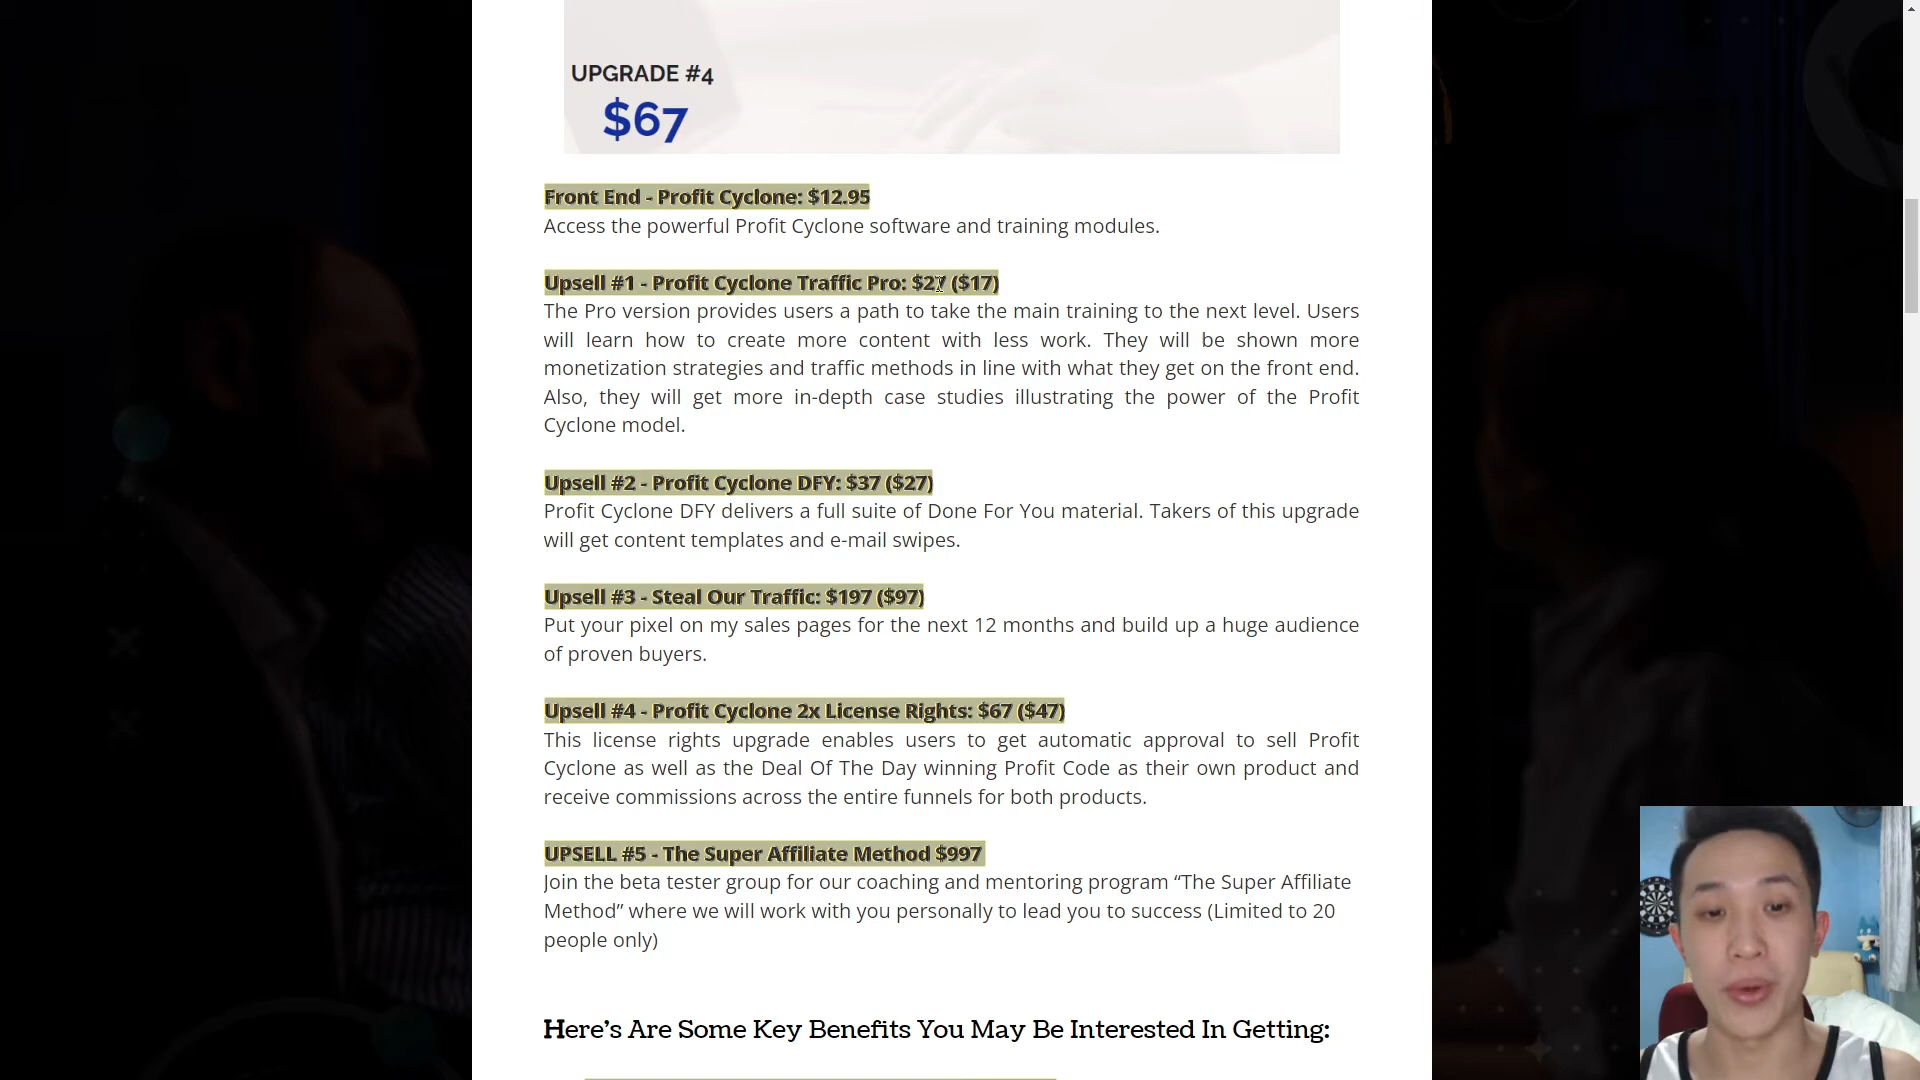 UPGRADE #4
$67
Front End - Profit Cyclone: $12.95
Access the powerful Profit Cyclone software and training modules.
Upsell #1 - Profit Cyclone Traffic Pro: $27 ($17)
The Pro version provides users a path to take the main training to the next level. Users
will learn how to create more content with less work. They will be shown more
monetization strategies and traffic methods in line with what they get on the front end.
Also, they will get more in-depth case studies illustrating the power of the Profit
Cyclone model.
Upsell #2 - Profit Cyclone DFY: $37 ($27)
Profit Cyclone DFY delivers a full suite of Done For You material. Takers of this upgrade
will get content templates and e-mail swipes.
Upsell #3 - Steal Our Traffic: $197 ($97)
Put your pixel on my sales pages for the next 12 months and build up a huge audience
of proven buyers.
Upsell #4 - Profit Cyclone 2x License Rights: $67 ($47)
This license rights upgrade enables users to get automatic approval to sell Profit
Cyclone as well as the Deal Of The Day winning Profit Code as their own product and
receive commissions across the entire funnels for both products.
UPSELL #5 - The Super Affiliate Method $997
Join the beta tester group for our coaching and mentoring program “The Super Affiliate
Method” where we will work with you personally to lead you to success (Limited to 20
people only)
Here’s Are Some Key Benefits You May Be Interested In Getting: